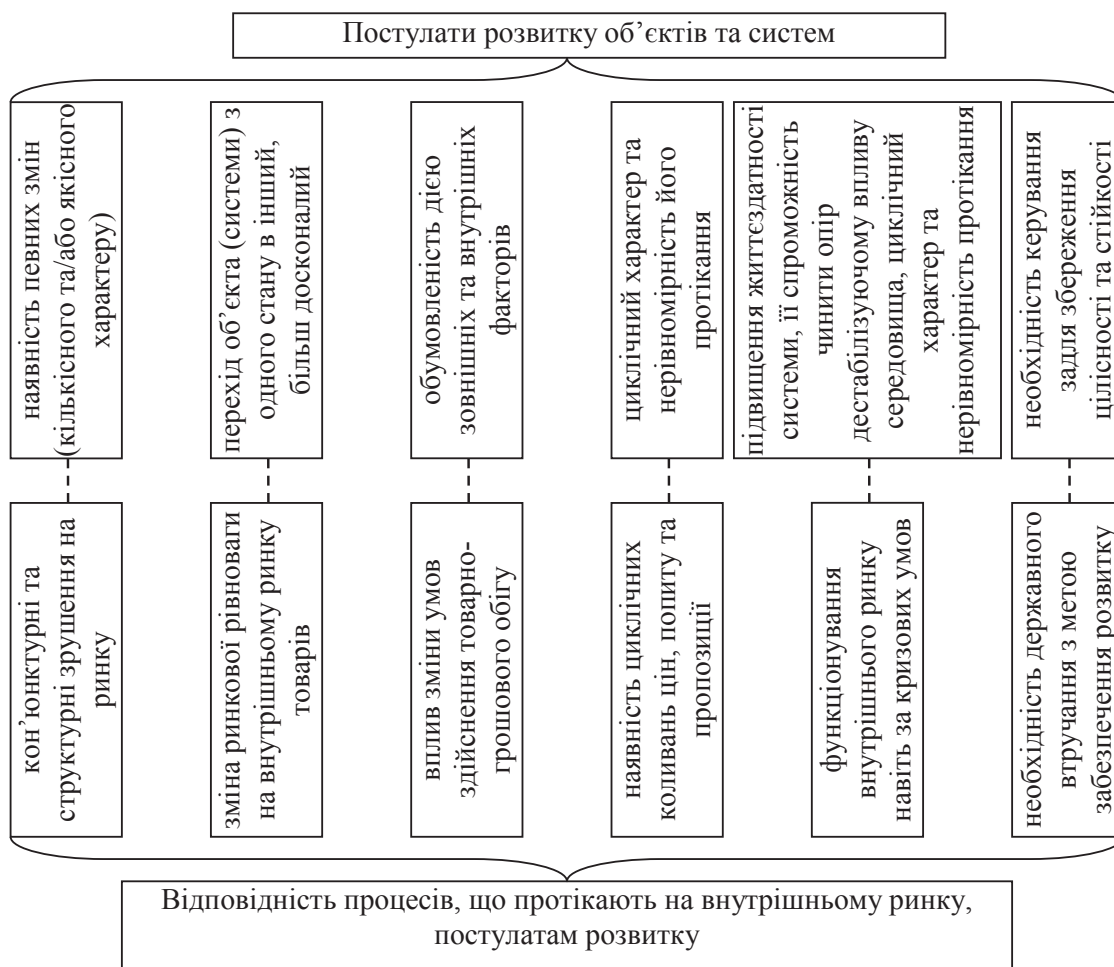 Постулати розвитку об’єктів та систем
наявність певних змін
(кількісного та/або якісного
характеру)
перехід об’єкта (системи) з
одного стану в інший,
більш досконалий
обумовленість дією
зовнішніх та внутрішніх
факторів
циклічний характер та
нерівномірність його
протікання
підвищення життєздатності
системи, її спроможність
чинити опір
дестабілізуючому впливу
середовища, циклічний
характер та
нерівномірність протікання
необхідність керування
задля збереження
цілісності та стійкості
кон’юнктурні та
структурні зрушення на
ринку
зміна ринкової рівноваги
на внутрішньому ринку
товарів
вплив зміни умов
здійснення товарно-
грошового обігу
наявність циклічних
коливань цін, попиту та
пропозиції
функціонування
внутрішнього ринку
навіть за кризових умов
необхідність державного
втручання з метою
забезпечення розвитку
Відповідність процесів, що протікають на внутрішньому ринку,
постулатам розвитку